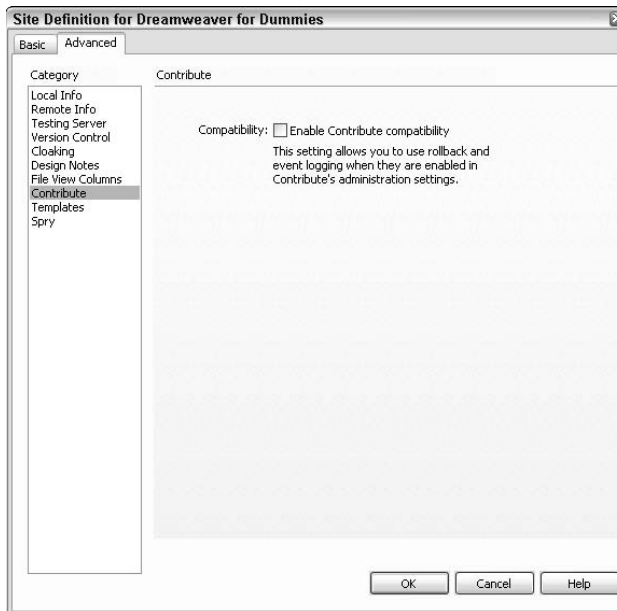 Site Definition for Dreamweaver for Dummies
Basic Advanced
Category
Contribute
Local Info
Remote Info
Testing Server
Version Control
Cloaking
Design Notes
File View Columns
Contribute
Templates
Spry
Compatibility: Enable Contribute compatibility
This setting allows you to use rollback and
event logging when they are enabled in
Contribute's administration settings.
OK Cancel Help